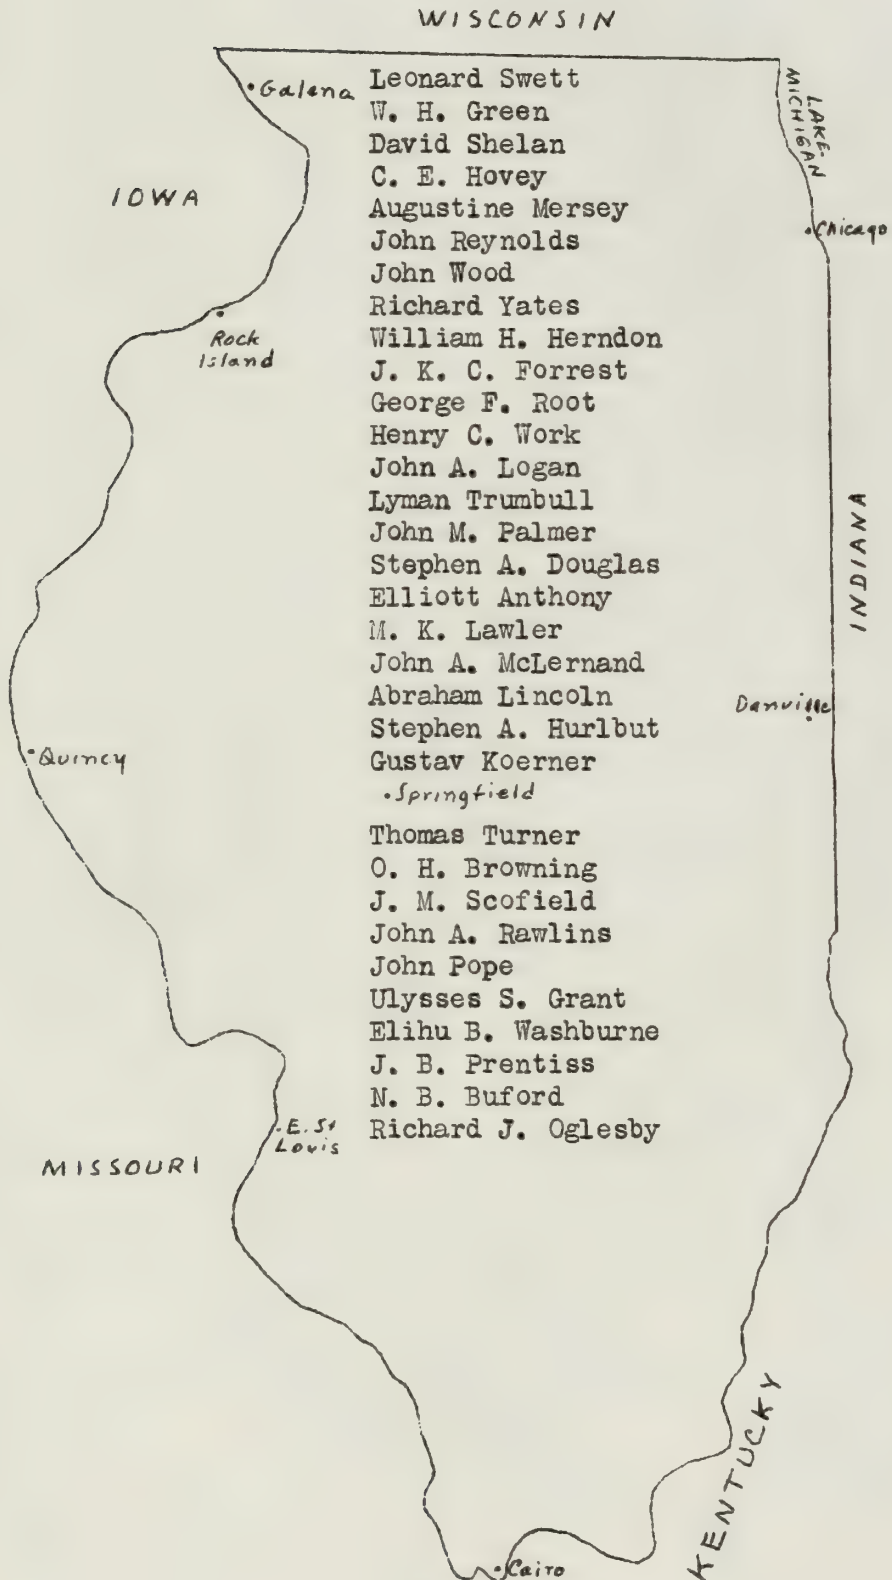 WISCONSIN
Galena
LAKE
MICHIGAN
IOWA
Chicago
Rock
Island
INDIANA
Leonard Swett
W. H. Green
David Shelan
C. E. Hovey
Augustine Mersey
John Reynolds
John Wood
Richard Yates
William H. Herndon
J. K. C. Forrest
George F. Root
Henry C. Work
John A. Logan
Lyman Trumbull
John M. Palmer
Stephen A. Douglas
Elliott Anthony
M. K. Lawler
John A. McLernand
Abraham Lincoln
Stephen A. Hurlbut
Gustav Koerner
Danville
Quincy
Springfield
Thomas Turner
O. H. Browning
J. M. Scofield
John A. Rawlins
John Pope
Ulysses S. Grant
Elihu B. Washburne
J. B. Prentiss
N. B. Buford
Richard J. Oglesby
E. St
Louis
MISSOURI
KENTUCKY
Cairo